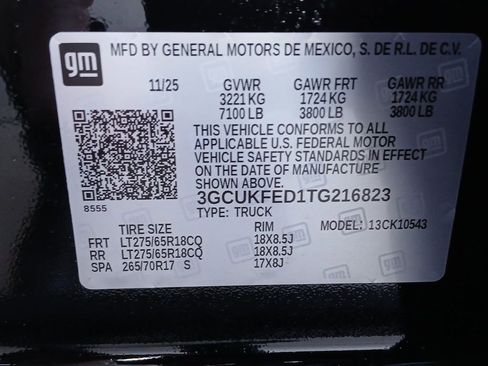 gm MFD BY GENERAL MOTORS DE MEXICO, S. DE R.L. DE C.V.
11/25 GVWR GAWR FRT GAWR RR
3221 KG 1724 KG 1724 KG
7100 LB 3800 LB 3800 LB
THIS VEHICLE CONFORMS TO ALL
APPLICABLE U.S. FEDERAL MOTOR
VEHICLE SAFETY STANDARDS IN EFFECT
ON THE DATE OF MANUFACTURE
SHOWN ABOVE.
8555 3GCUKFED1TG216823
TYPE: TRUCK
TIRE SIZE RIM MODEL: 13CK10543
FRT LT275/65R18CQ 18X8.5J
RR LT275/65R18CQ 18X8.5J
SPA 265/70R17 S 17X8J